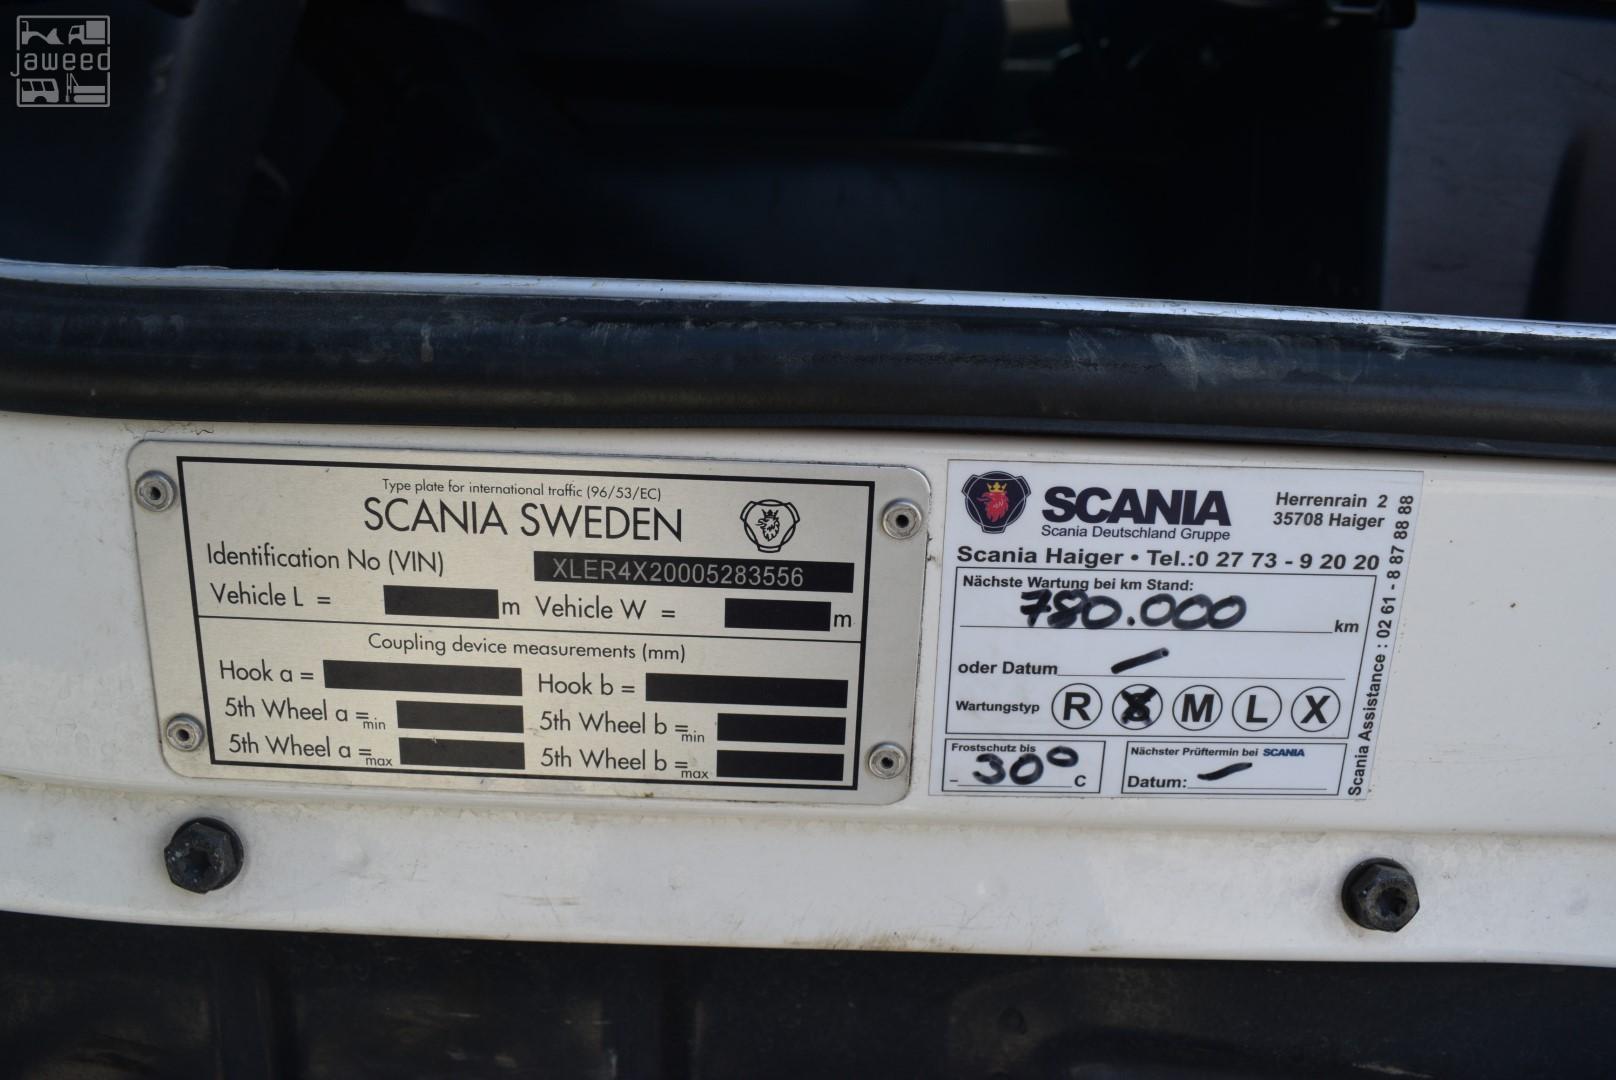 jaweed
Type plate for international traffic (96/53/EC)
SCANIA SWEDEN
Identification No (VIN) XLER4X20005283556
Vehicle L = m Vehicle W = m
Coupling device measurements (mm)
Hook a = Hook b =
5th Wheel a =min 5th Wheel b =min
5th Wheel a =max 5th Wheel b =max
SCANIA
Scania Deutschland Gruppe
Herrenrain 2
35708 Haiger
Scania Haiger • Tel.:0 27 73 - 9 20 20
Nächste Wartung bei km Stand:
780.000 km
oder Datum —
Wartungstyp R S M L X
Frostschutz bis
- 30° C
Nächster Prüftermin bei SCANIA
Datum: —
Scania Assistance : 02 61 - 8 87 88 88